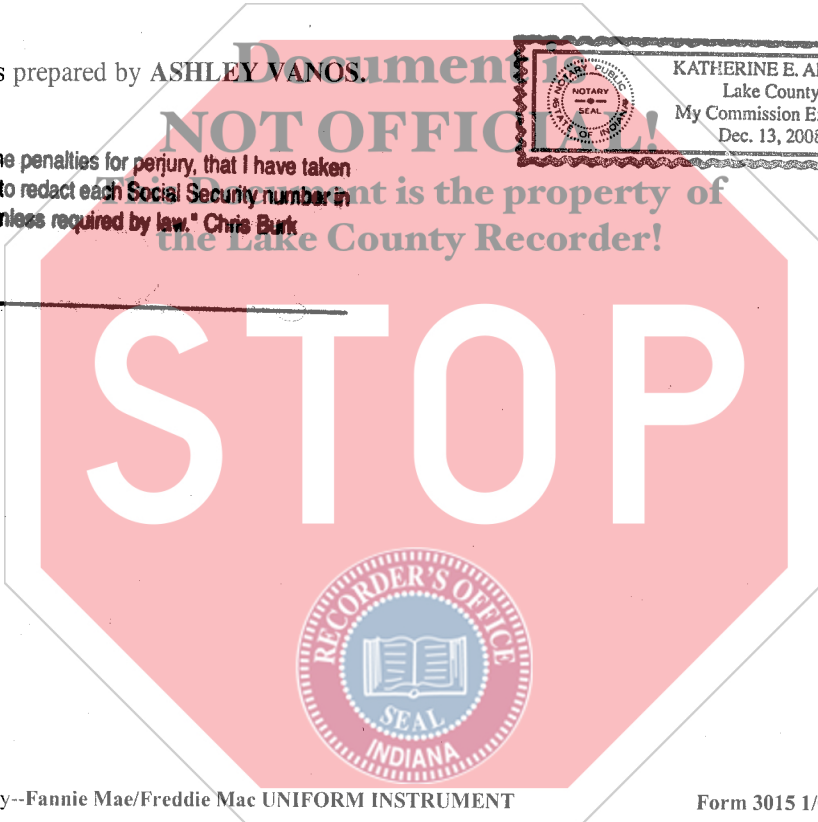 s prepared by ASHLEY VANOS.
Document is
NOT OFFICIAL!
This Document is the property of
the Lake County Recorder!
KATHERINE E. A
Lake County
My Commission E
Dec. 13, 2008
NOTARY PUBLIC
NOTARY
SEAL
STATE OF INDIANA
e penalties for perjury, that I have taken
to redact each Social Security number in
nless required by law." Chris Burk
STOP
RECORDER'S OFFICE
SEAL
INDIANA
y--Fannie Mae/Freddie Mac UNIFORM INSTRUMENT
Form 3015 1/